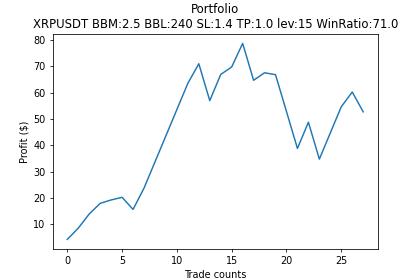 Portfolio
XRPUSDT BBM:2.5 BBL:240 SL:1.4 TP:1.0 lev:15 WinRatio:71.0
80
70
60
50
40
30
20
10
Profit ($)
0 5 10 15 20 25
Trade counts